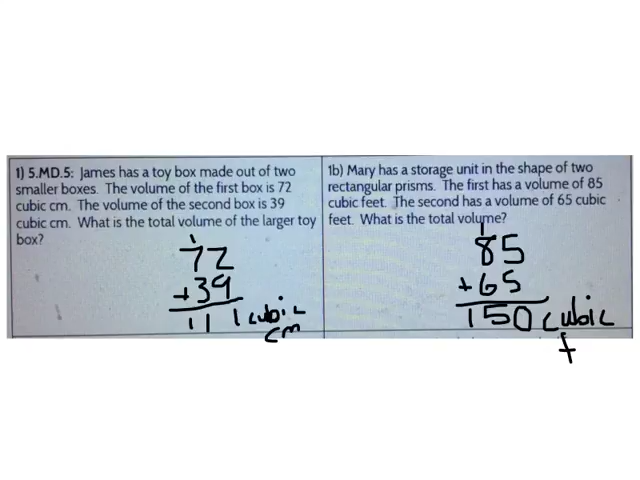 1) 5.MD.5: James has a toy box made out of two
smaller boxes. The volume of the first box is 72
cubic cm. The volume of the second box is 39
cubic cm. What is the total volume of the larger toy
box?
1
72
+39
111 cubic
cm
1b) Mary has a storage unit in the shape of two
rectangular prisms. The first has a volume of 85
cubic feet. The second has a volume of 65 cubic
feet. What is the total volume?
1
85
+65
150 cubic
f